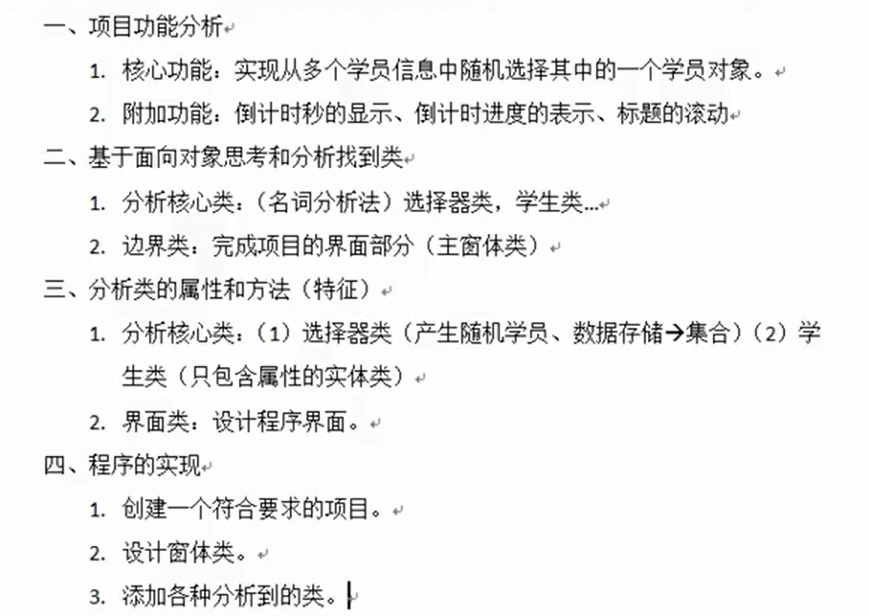 一、项目功能分析
1. 核心功能：实现从多个学员信息中随机选择其中的一个学员对象。
2. 附加功能：倒计时秒的显示、倒计时进度的表示、标题的滚动
二、基于面向对象思考和分析找到类
1. 分析核心类：（名词分析法）选择器类，学生类…
2. 边界类：完成项目的界面部分（主窗体类）
三、分析类的属性和方法（特征）
1. 分析核心类：（1）选择器类（产生随机学员、数据存储→集合）（2）学
生类（只包含属性的实体类）
2. 界面类：设计程序界面。
四、程序的实现
1. 创建一个符合要求的项目。
2. 设计窗体类。
3. 添加各种分析到的类。